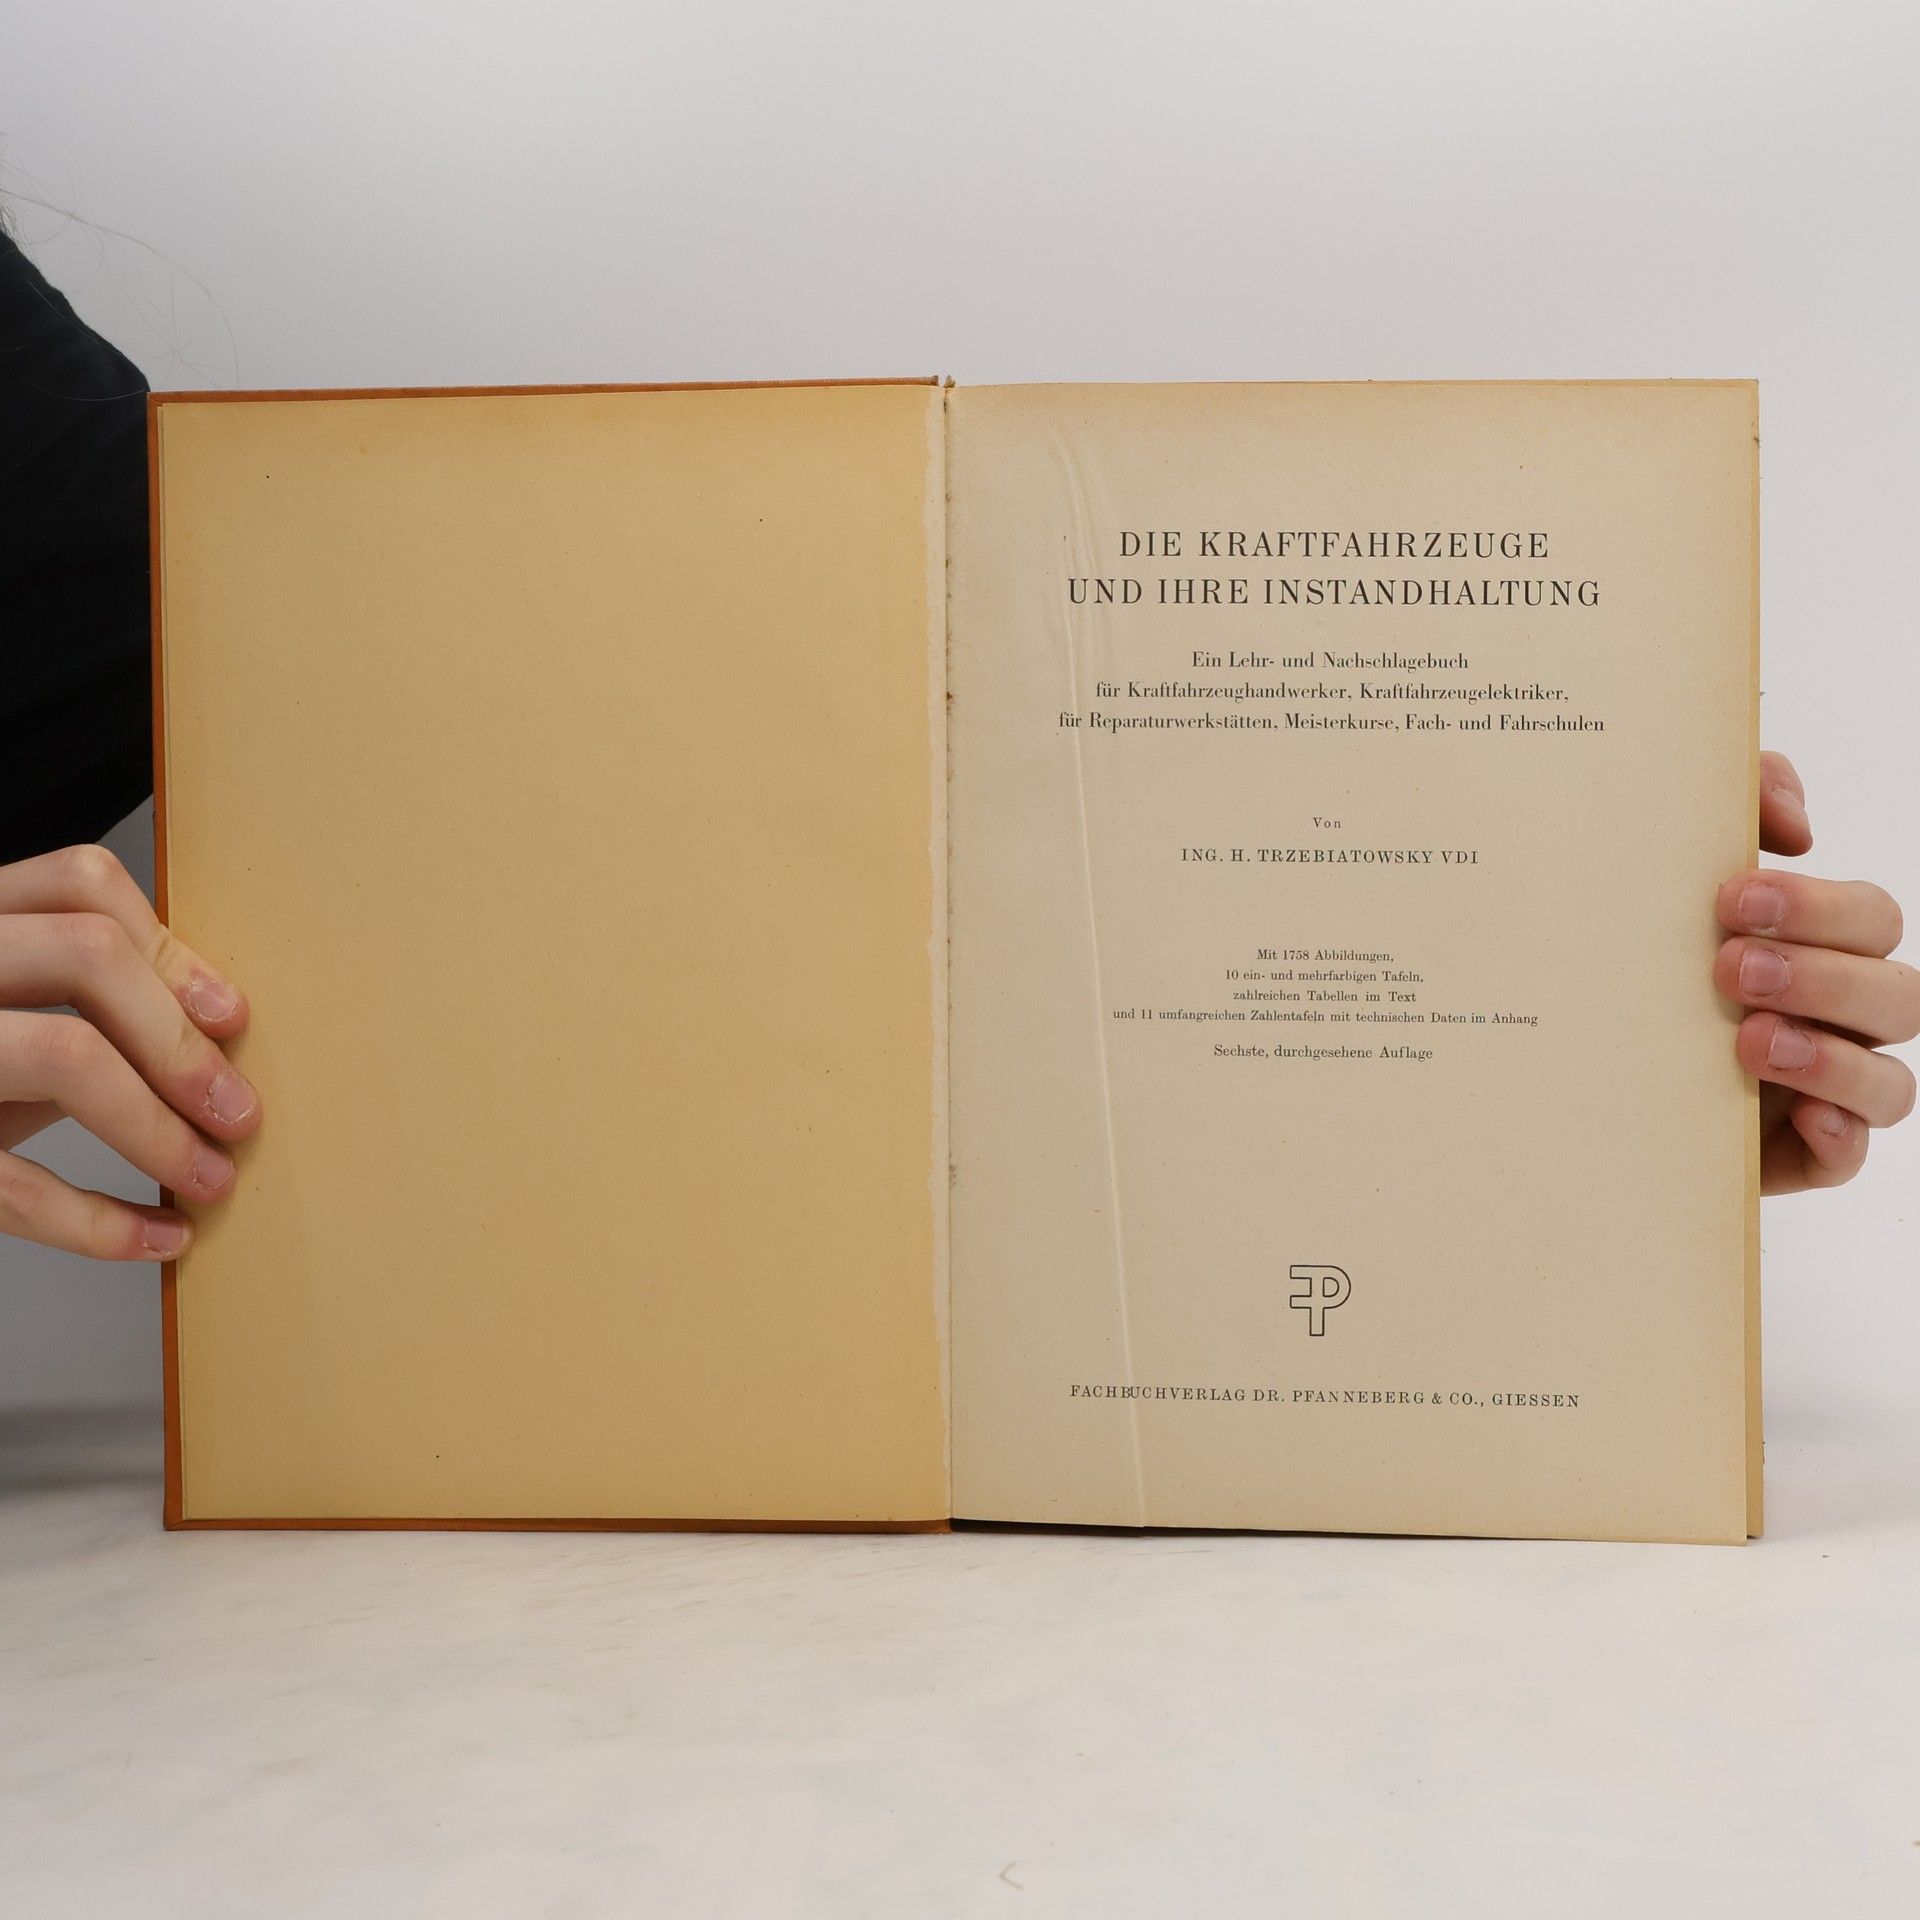 DIE KRAFTFAHRZEUGE
UND IHRE INSTANDHALTUNG
Ein Lehr- und Nachschlagebuch
für Kraftfahrzeughandwerker, Kraftfahrzeugelektriker,
für Reparaturwerkstätten, Meisterkurse, Fach- und Fahrschulen
Von
ING. H. TRZEBIATOWSKY VDI
Mit 1758 Abbildungen,
10 ein- und mehrfarbigen Tafeln,
zahlreichen Tabellen im Text
und 11 umfangreichen Zahlentafeln mit technischen Daten im Anhang
Sechste, durchgesehene Auflage
FP
FACHBUCHVERLAG DR. PFANNEBERG & CO., GIESSEN